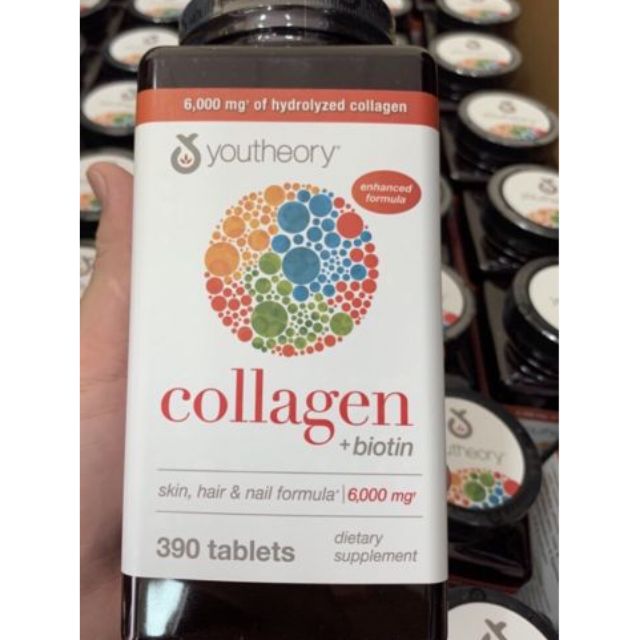 6,000 mg† of hydrolyzed collagen
youtheory™
enhanced
formula
collagen
+ biotin
skin, hair & nail formula* | 6,000 mg†
390 tablets
dietary
supplement
youtheory